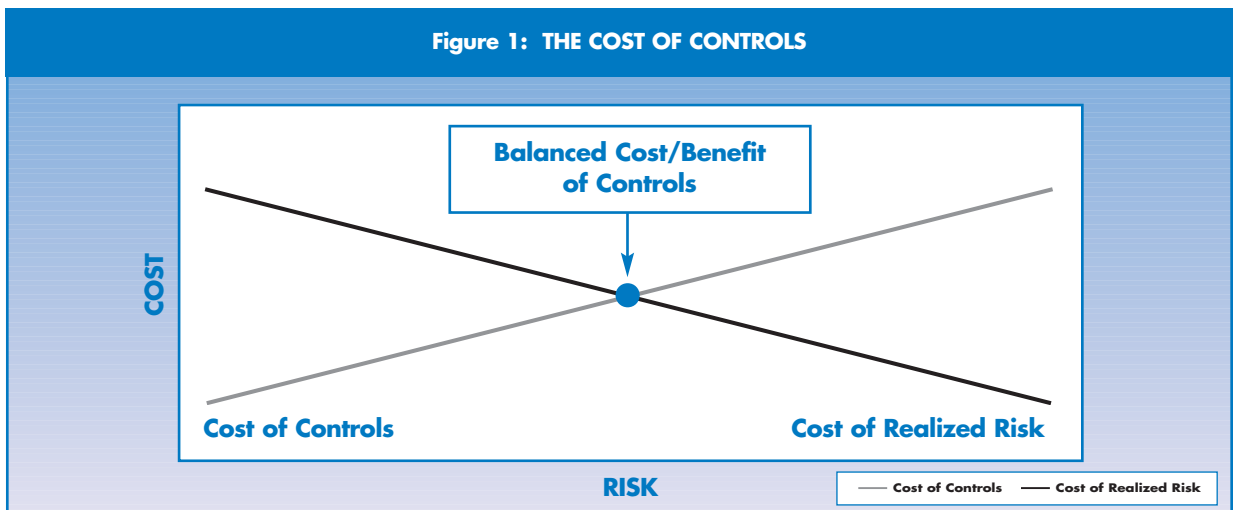 Figure 1: THE COST OF CONTROLS
Balanced Cost/Benefit
of Controls
COST
Cost of Controls
Cost of Realized Risk
RISK
Cost of Controls
Cost of Realized Risk